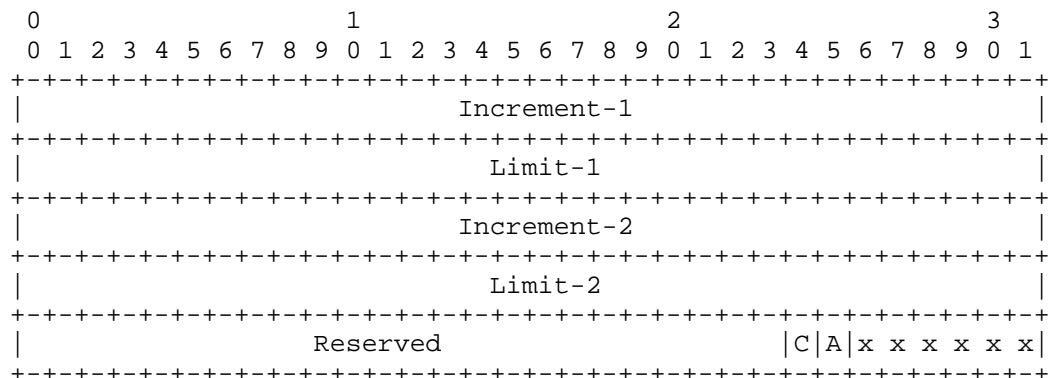 0                   1                   2                   3
 0 1 2 3 4 5 6 7 8 9 0 1 2 3 4 5 6 7 8 9 0 1 2 3 4 5 6 7 8 9 0 1
+-+-+-+-+-+-+-+-+-+-+-+-+-+-+-+-+-+-+-+-+-+-+-+-+-+-+-+-+-+-+-+-+
|                           Increment-1                         |
+-+-+-+-+-+-+-+-+-+-+-+-+-+-+-+-+-+-+-+-+-+-+-+-+-+-+-+-+-+-+-+-+
|                             Limit-1                           |
+-+-+-+-+-+-+-+-+-+-+-+-+-+-+-+-+-+-+-+-+-+-+-+-+-+-+-+-+-+-+-+-+
|                           Increment-2                         |
+-+-+-+-+-+-+-+-+-+-+-+-+-+-+-+-+-+-+-+-+-+-+-+-+-+-+-+-+-+-+-+-+
|                             Limit-2                           |
+-+-+-+-+-+-+-+-+-+-+-+-+-+-+-+-+-+-+-+-+-+-+-+-+-+-+-+-+-+-+-+-+
|                  Reserved                     |C|A|x x x x x x|
+-+-+-+-+-+-+-+-+-+-+-+-+-+-+-+-+-+-+-+-+-+-+-+-+-+-+-+-+-+-+-+-+